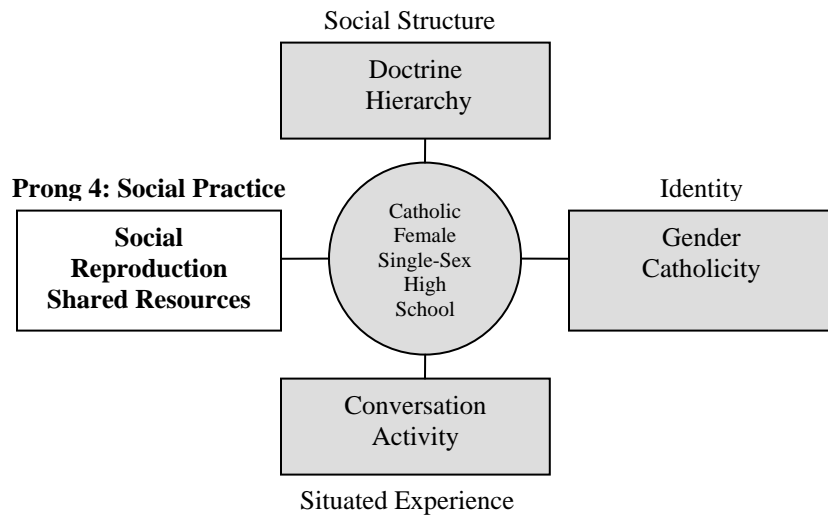 Social Structure
Doctrine
Hierarchy
Prong 4: Social Practice
Social
Reproduction
Shared Resources
Catholic
Female
Single-Sex
High
School
Identity
Gender
Catholicity
Conversation
Activity
Situated Experience